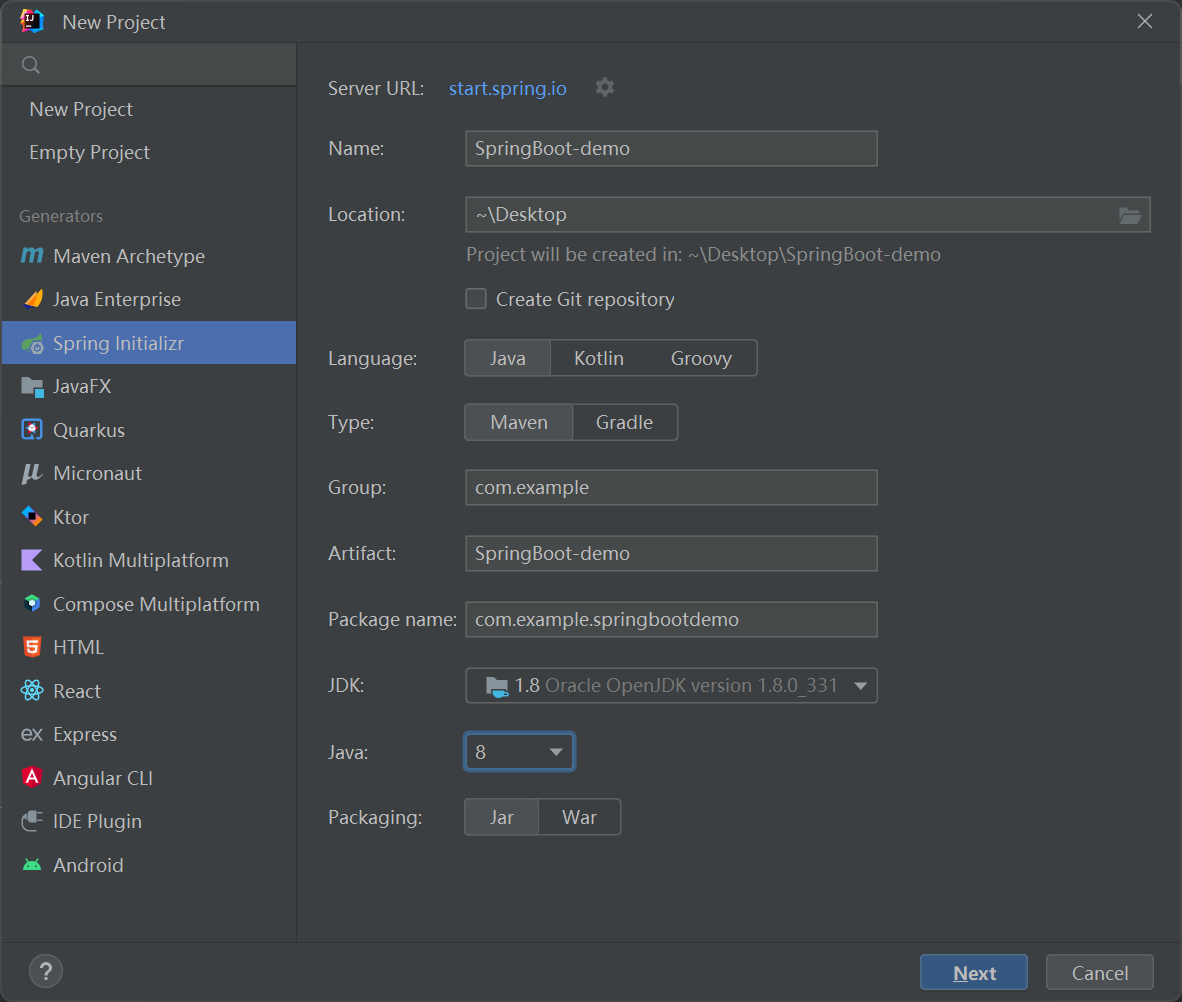 New Project
Server URL: start.spring.io
New Project
Empty Project
Generators
Maven Archetype
Java Enterprise
Spring Initializr
JavaFX
Quarkus
Micronaut
Ktor
Kotlin Multiplatform
Compose Multiplatform
HTML
React
ex Express
Angular CLI
IDE Plugin
Android
Name: SpringBoot-demo
Location: ~\Desktop
Project will be created in: ~\Desktop\SpringBoot-demo
Create Git repository
Language: Java Kotlin Groovy
Type: Maven Gradle
Group: com.example
Artifact: SpringBoot-demo
Package name: com.example.springbootdemo
JDK: 1.8 Oracle OpenJDK version 1.8.0_331
Java: 8
Packaging: Jar War
? Next Cancel